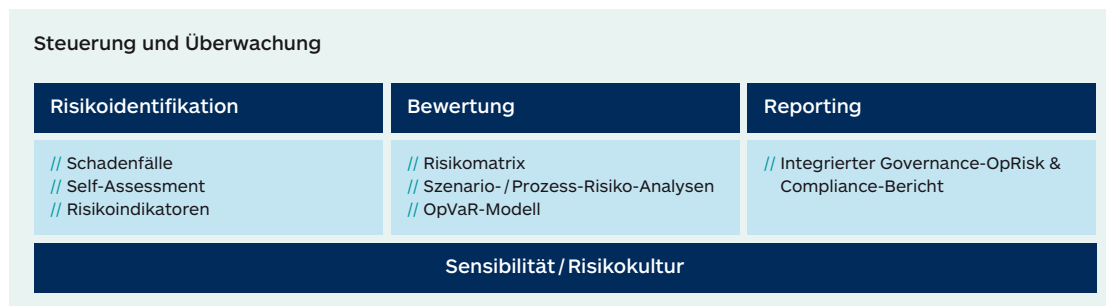 Steuerung und Überwachung
Risikoidentifikation
// Schadenfälle
// Self-Assessment
// Risikoindikatoren
Bewertung
// Risikomatrix
// Szenario-/Prozess-Risiko-Analysen
// OpVaR-Modell
Reporting
// Integrierter Governance-OpRisk &
Compliance-Bericht
Sensibilität/Risikokultur